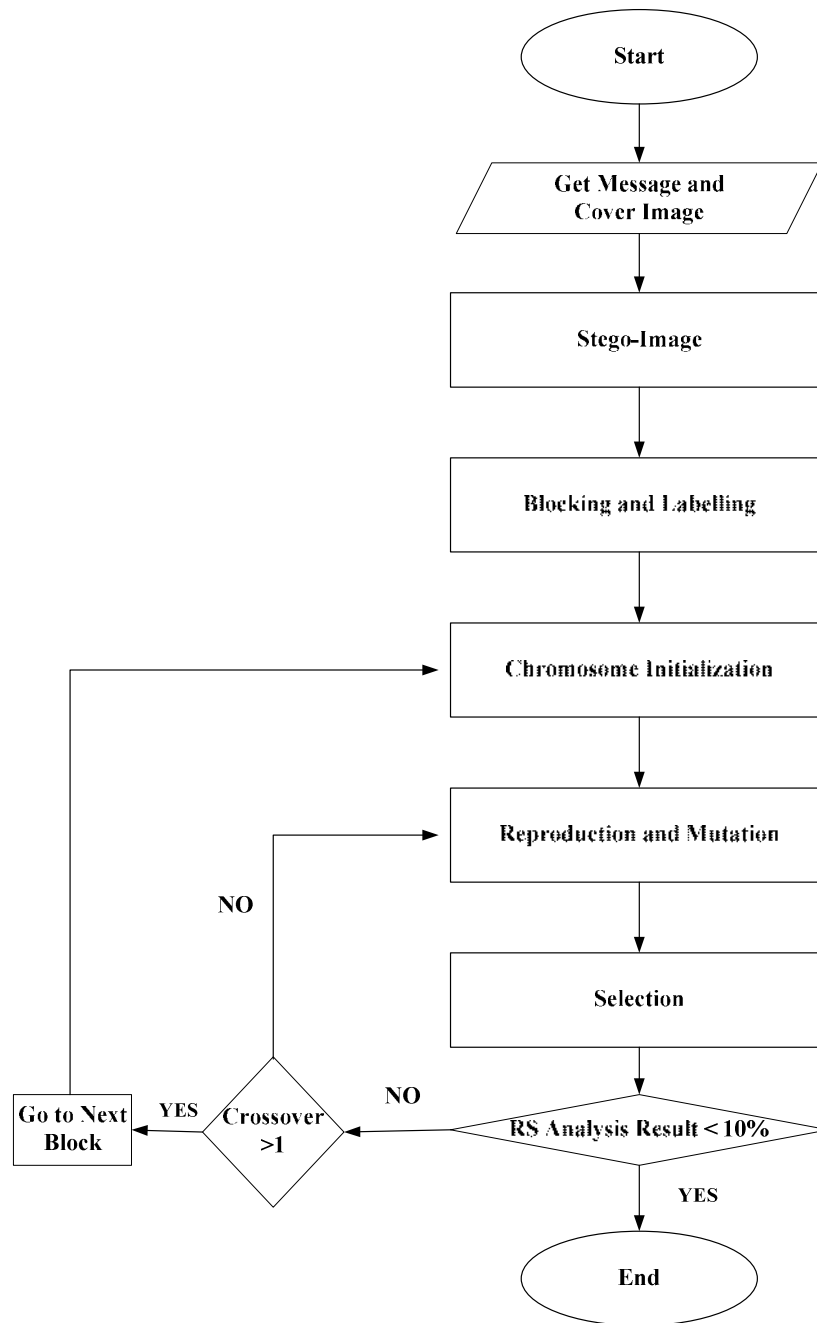 Start
Get Message and
Cover Image
Stego-Image
Blocking and Labelling
Chromosome Initialization
Reproduction and Mutation
NO
Selection
Go to Next
Block
YES
Crossover
>1
NO
RS Analysis Result < 10%
YES
End